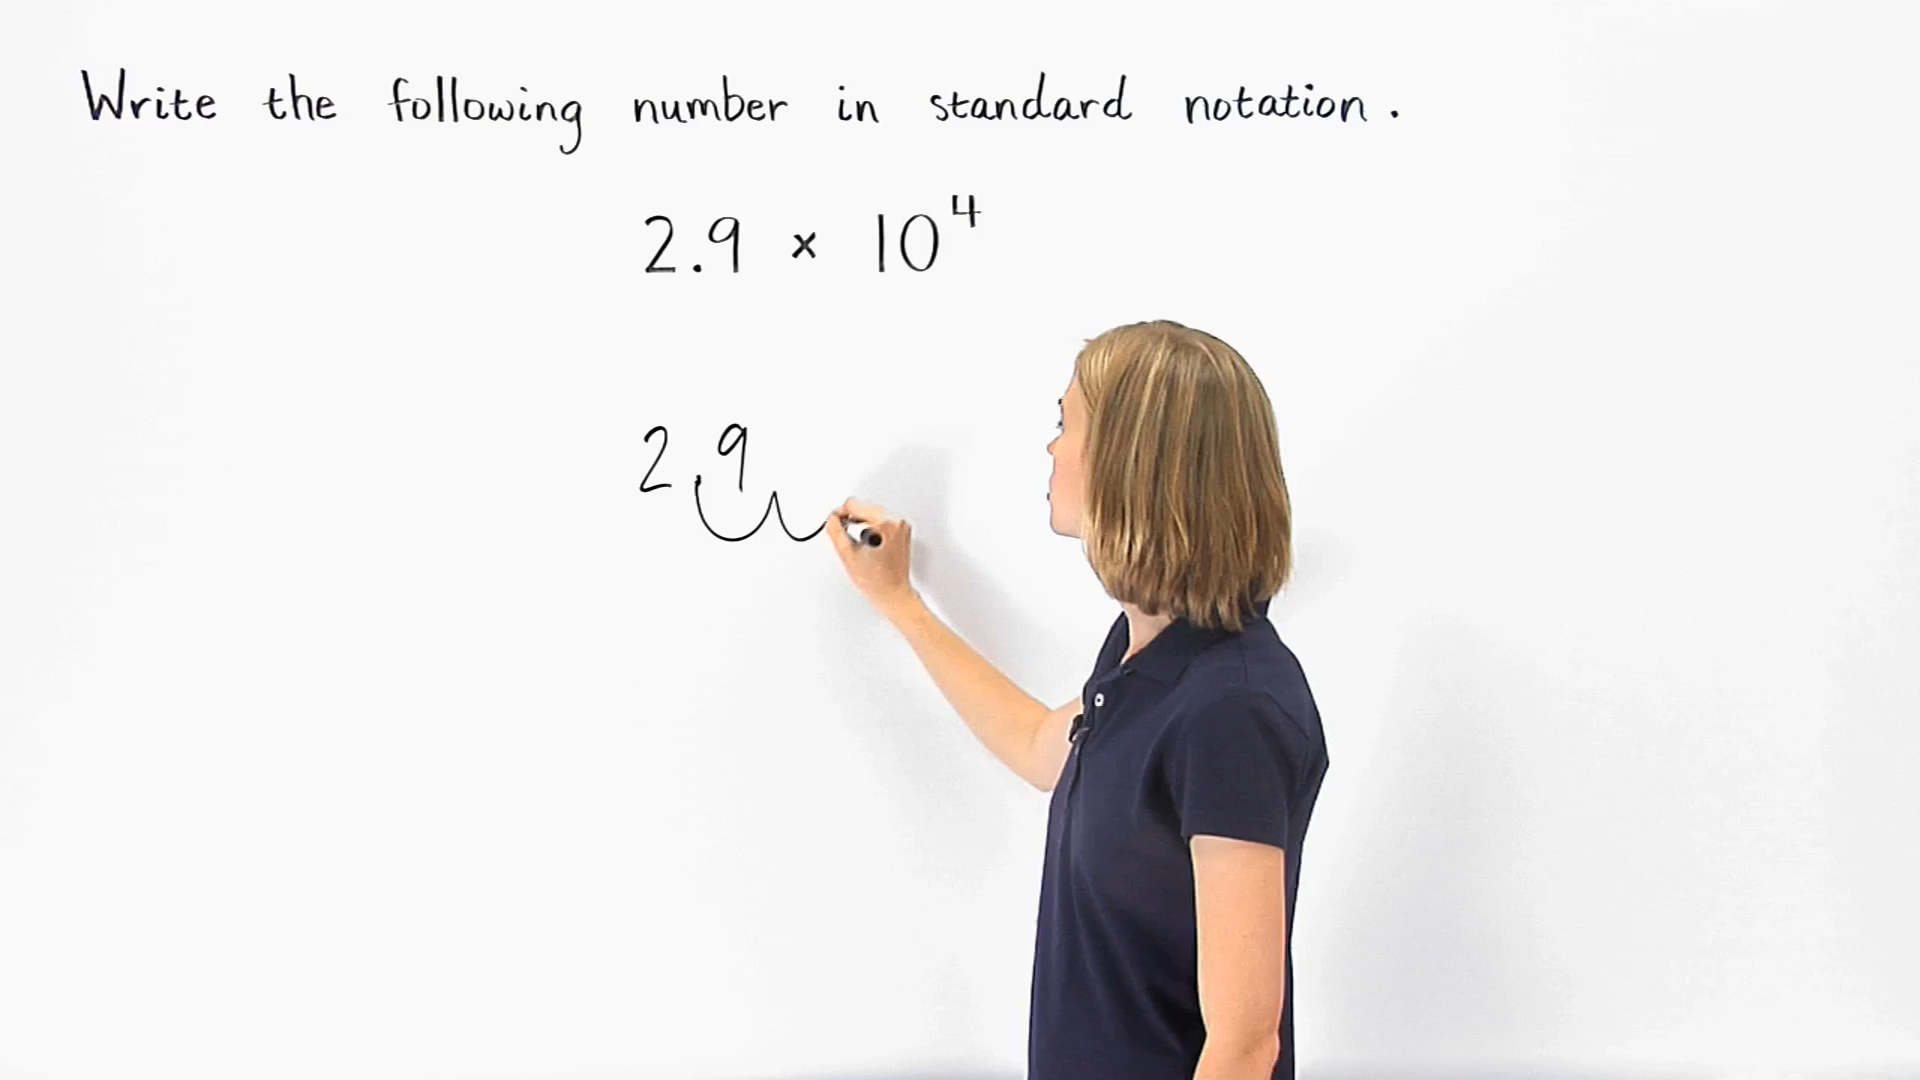 Write the following number in standard notation.
2.9 × 10⁴
2.9